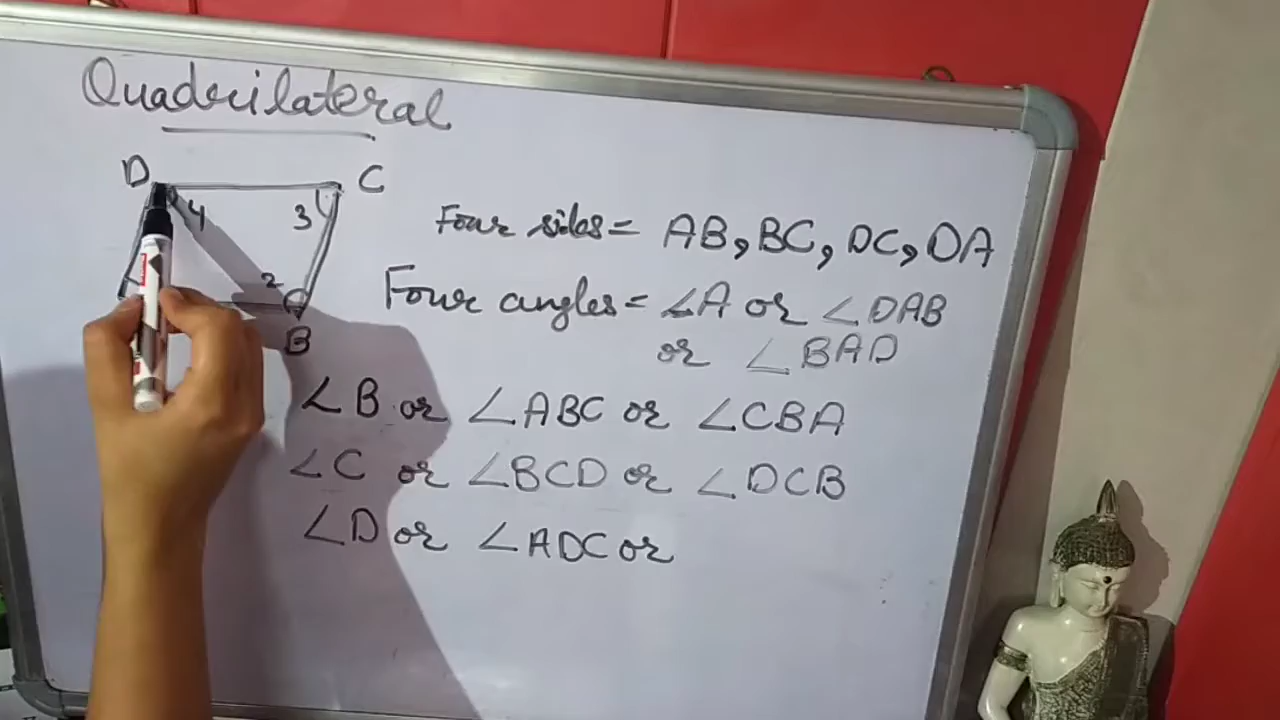 Quadrilateral
D C
4 3
2
B
Four sides = AB, BC, DC, DA
Four angles = ∠A or ∠DAB
or ∠BAD
∠B or ∠ABC or ∠CBA
∠C or ∠BCD or ∠DCB
∠D or ∠ADC or